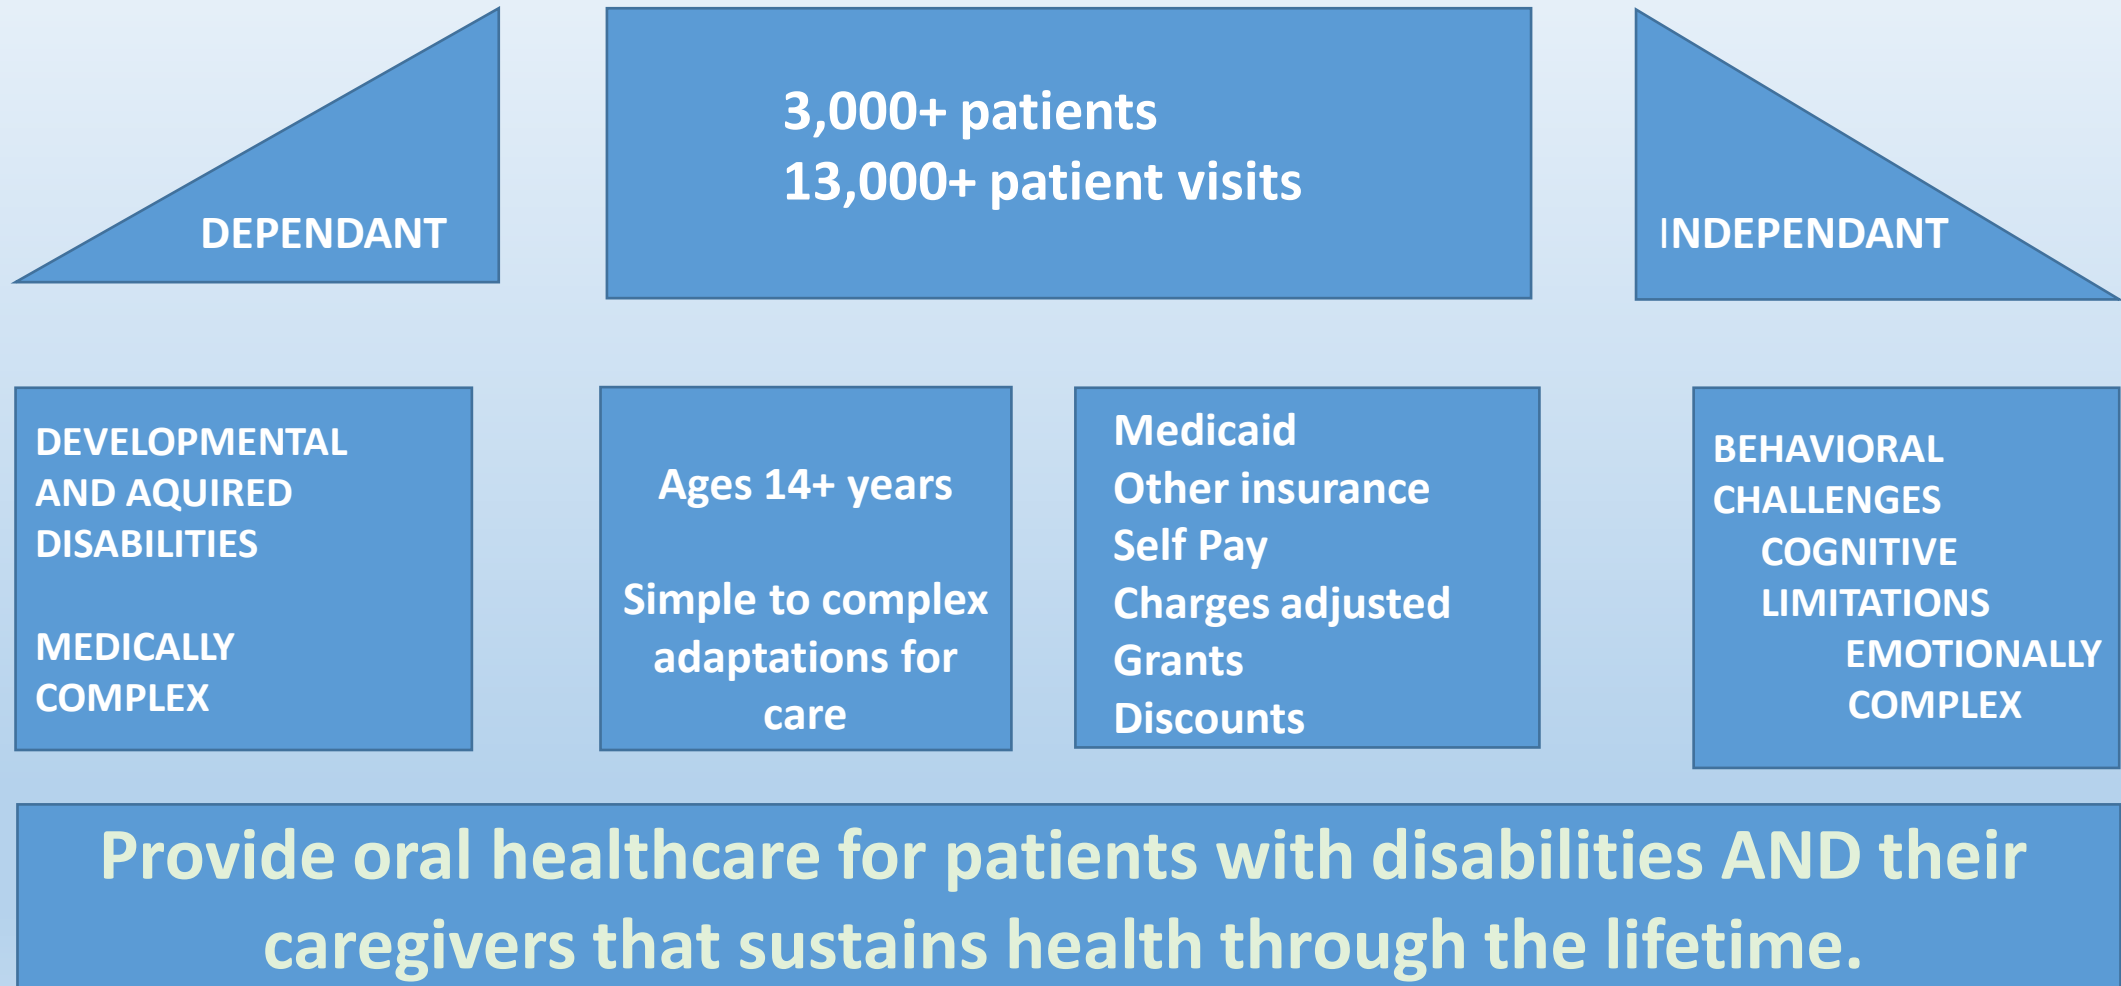 DEPENDANT
3,000+ patients
13,000+ patient visits
INDEPENDANT
DEVELOPMENTAL
AND AQUIRED
DISABILITIES
MEDICALLY
COMPLEX
Ages 14+ years
Simple to complex
adaptations for
care
Medicaid
Other insurance
Self Pay
Charges adjusted
Grants
Discounts
BEHAVIORAL
CHALLENGES
COGNITIVE
LIMITATIONS
EMOTIONALLY
COMPLEX
Provide oral healthcare for patients with disabilities AND their
caregivers that sustains health through the lifetime.